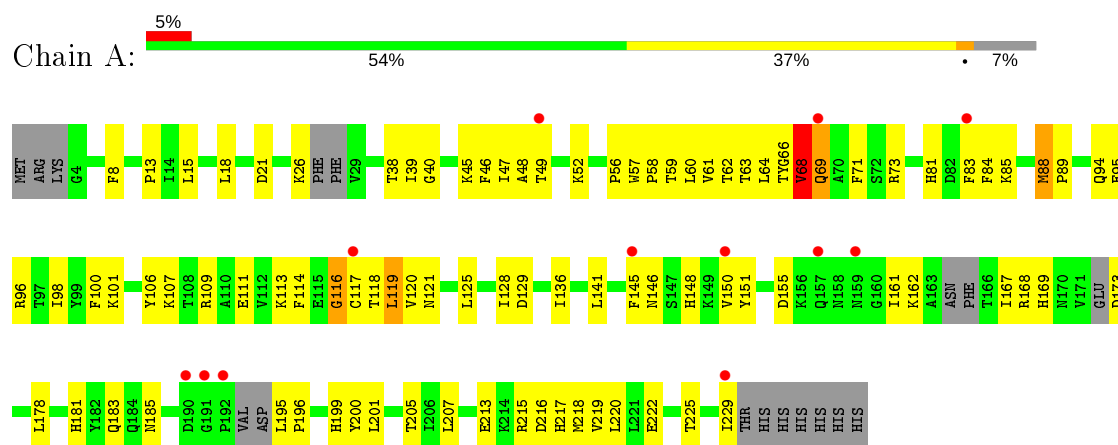 5%
Chain A:
54% 37% • 7%
MET ARG LYS G4 F8 P13 I14 L15 L18 D21 K26 PHE PHE V29 T38 I39 G40 K45 F46 I47 A48 T49 K52 P56 W57 P58 T59 L60 V61 T62 T63 L64 TYG66 V68 Q69 A70 F71 S72 R73 H81 D82 F83 F84 K85 M88 P89 Q94 E95
R96 T97 I98 Y99 F100 K101 Y106 K107 T108 R109 A110 E111 V112 K113 F114 E115 G116 C117 T118 L119 V120 N121 L125 I128 D129 I136 L141 F145 N146 S147 H148 K149 V150 Y151 D155 K156 Q157 N158 N159 G160 I161 K162 A163 ASN PHE T166 I167 R168 H169 N170 V171 GLU D173
L178 H181 Y182 Q183 Q184 N185 D190 G191 P192 VAL ASP L195 P196 H199 Y200 L201 T205 I206 L207 E213 K214 R215 D216 H217 M218 V219 L220 L221 E222 T225 I229 THR HIS HIS HIS HIS HIS HIS